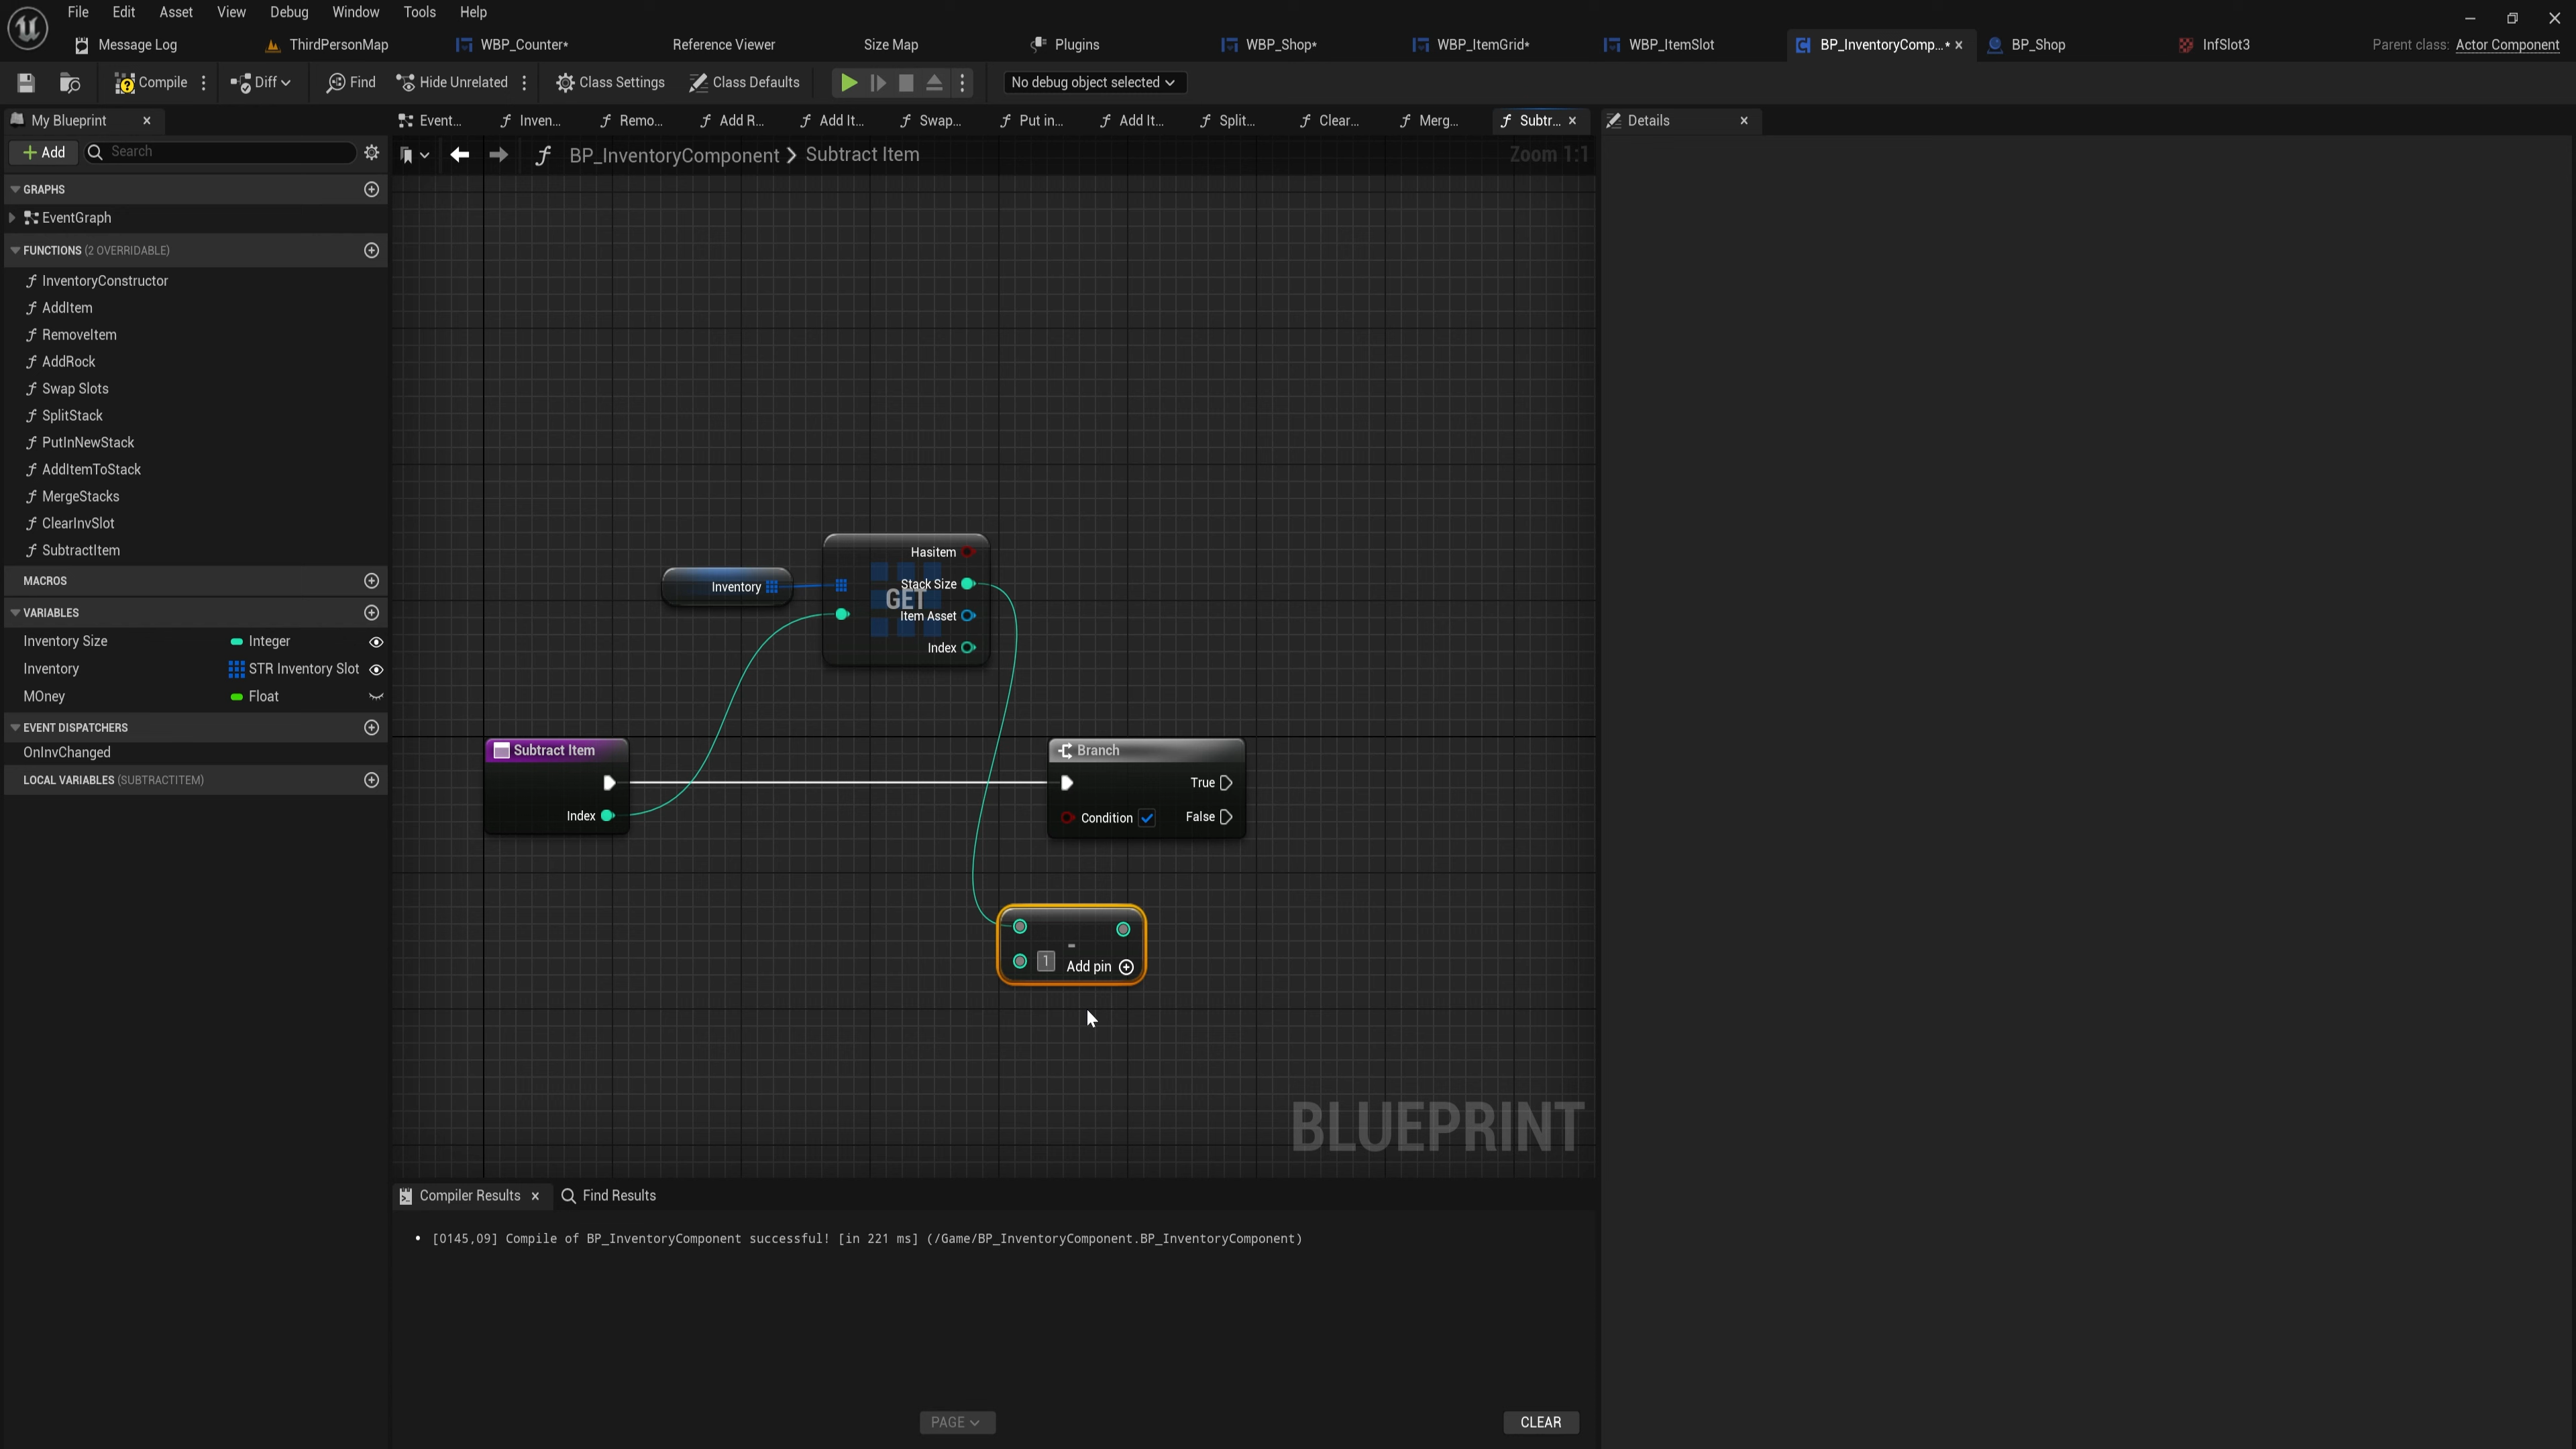 File Edit Asset View Debug Window Tools Help
Message Log ThirdPersonMap WBP_Counter* Reference Viewer Size Map Plugins WBP_Shop* WBP_ItemGrid* WBP_ItemSlot BP_InventoryComp...* BP_Shop InfSlot3 Parent class: Actor Component
Compile Diff Find Hide Unrelated Class Settings Class Defaults No debug object selected
My Blueprint Event... Inven... Remo... Add R... Add It... Swap... Put in... Add It... Split... Clear... Merg... Subtr... Details
Add Search
BP_InventoryComponent > Subtract Item Zoom 1:1
GRAPHS
EventGraph
FUNCTIONS (2 OVERRIDABLE)
InventoryConstructor
AddItem
RemoveItem
AddRock
Swap Slots
SplitStack
PutInNewStack
AddItemToStack
MergeStacks
ClearInvSlot
SubtractItem
MACROS
VARIABLES
Inventory Size Integer
Inventory STR Inventory Slot
MOney Float
EVENT DISPATCHERS
OnInvChanged
LOCAL VARIABLES (SUBTRACTITEM)
Hasitem
Inventory
Stack Size
GET
Item Asset
Index
Subtract Item
Index
Branch
True
Condition False
-
1 Add pin
BLUEPRINT
Compiler Results Find Results
• [0145,09] Compile of BP_InventoryComponent successful! [in 221 ms] (/Game/BP_InventoryComponent.BP_InventoryComponent)
PAGE CLEAR